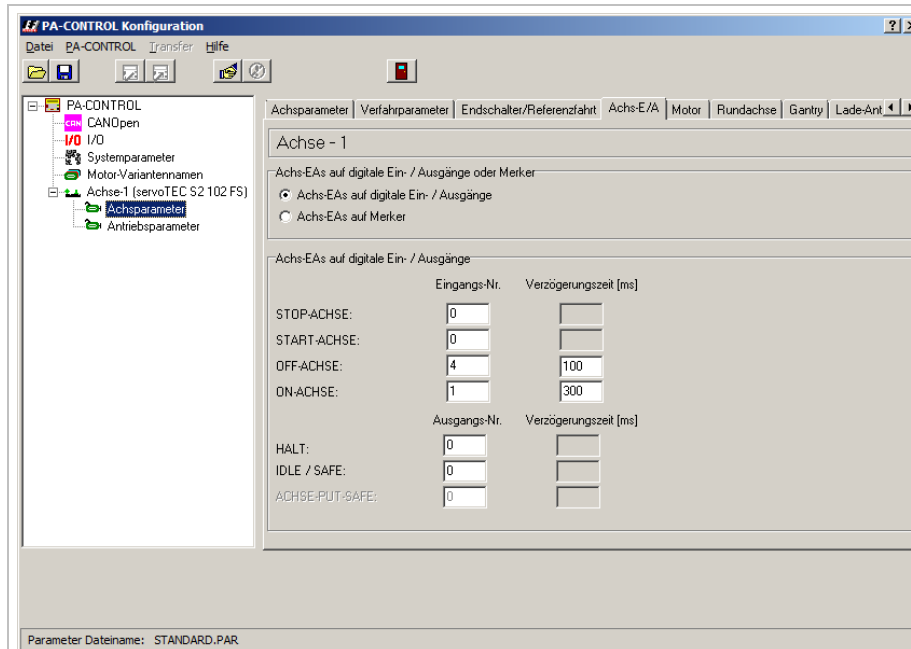 PA-CONTROL Konfiguration
Datei PA-CONTROL Transfer Hilfe
PA-CONTROL
CAN CANOpen
I/O I/O
Systemparameter
Motor-Variantennamen
Achse-1 (servoTEC S2 102 FS)
Achsparameter
Antriebsparameter
Achsparameter Verfahrparameter Endschalter/Referenzfahrt Achs-E/A Motor Rundachse Gantry Lade-Ant
Achse - 1
Achs-EAs auf digitale Ein- / Ausgänge oder Merker
Achs-EAs auf digitale Ein- / Ausgänge
Achs-EAs auf Merker
Achs-EAs auf digitale Ein- / Ausgänge
Eingangs-Nr. Verzögerungszeit [ms]
STOP-ACHSE: 0
START-ACHSE: 0
OFF-ACHSE: 4 100
ON-ACHSE: 1 300
Ausgangs-Nr. Verzögerungszeit [ms]
HALT: 0
IDLE / SAFE: 0
ACHSE-PUT-SAFE: 0
Parameter Dateiname: STANDARD.PAR